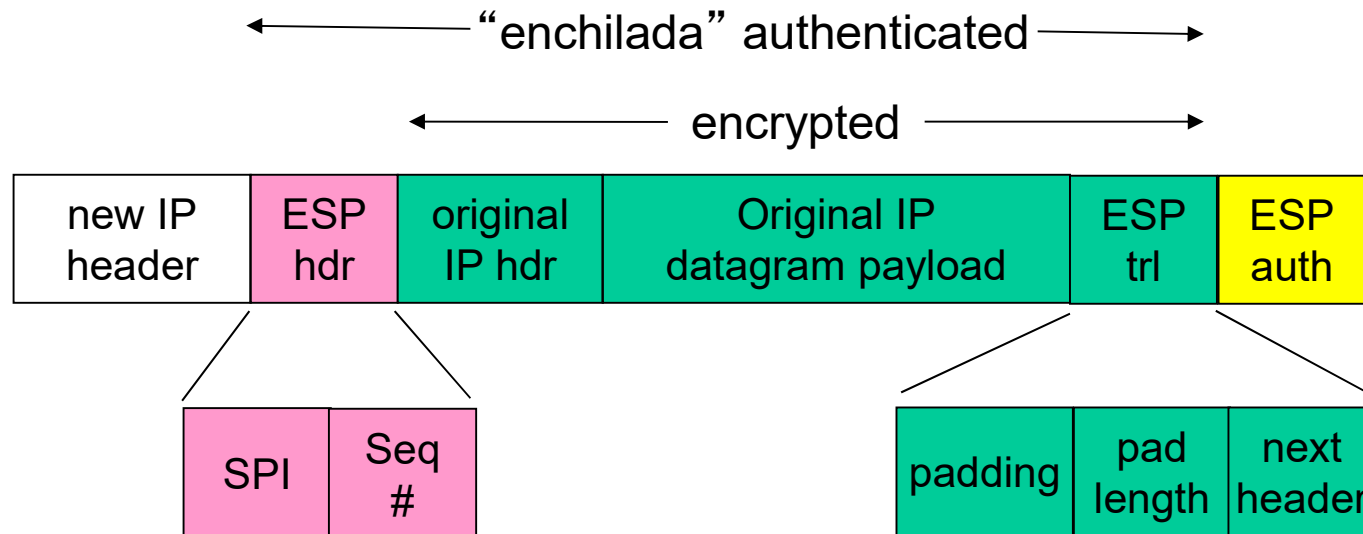 “enchilada” authenticated
encrypted
new IP
header
ESP
hdr
original
IP hdr
Original IP
datagram payload
ESP
trl
ESP
auth
SPI
Seq
#
padding
pad
length
next
header